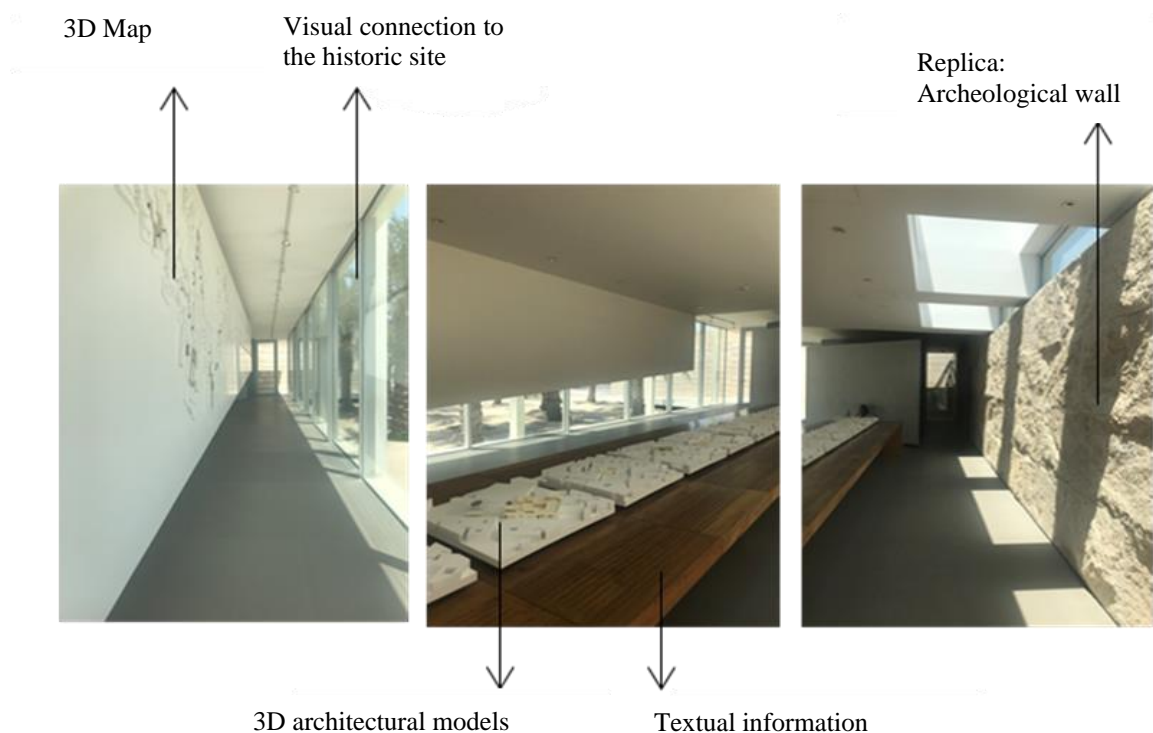 3D Map
Visual connection to
the historic site
Replica:
Archeological wall
3D architectural models
Textual information